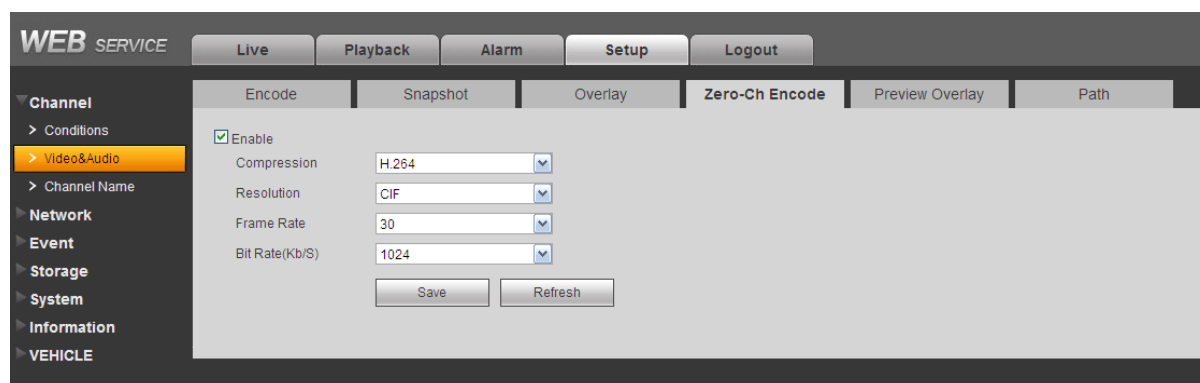 WEB SERVICE
Live Playback Alarm Setup Logout
Encode Snapshot Overlay Zero-Ch Encode Preview Overlay Path
Channel
> Conditions
> Video&Audio
> Channel Name
Network
Event
Storage
System
Information
VEHICLE
Enable
Compression H.264
Resolution CIF
Frame Rate 30
Bit Rate(Kb/S) 1024
Save Refresh